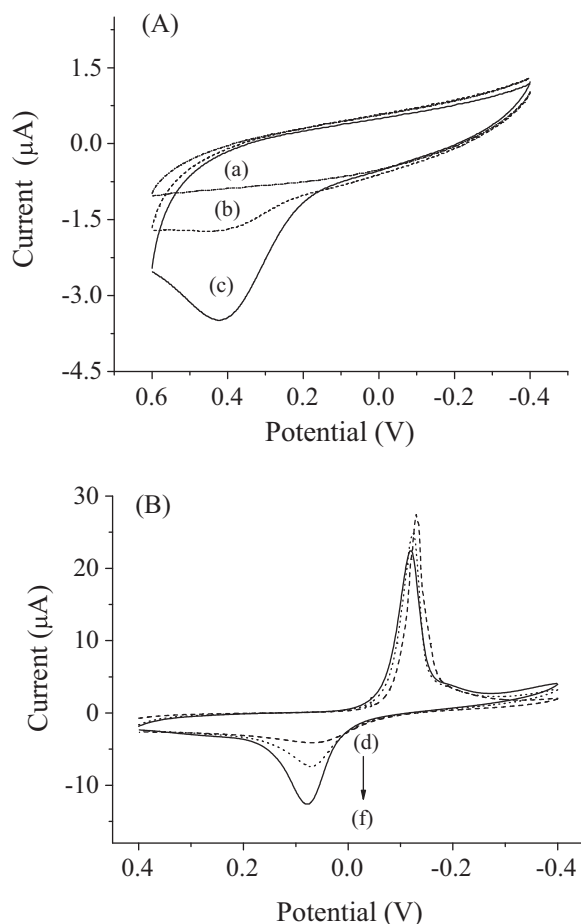 (A)
1.5
0.0
-1.5
-3.0
-4.5
Current (μA)
(a)
(b)
(c)
0.6 0.4 0.2 0.0 -0.2 -0.4
Potential (V)
(B)
30
20
10
0
-10
Current (μA)
(d)
(f)
0.4 0.2 0.0 -0.2 -0.4
Potential (V)